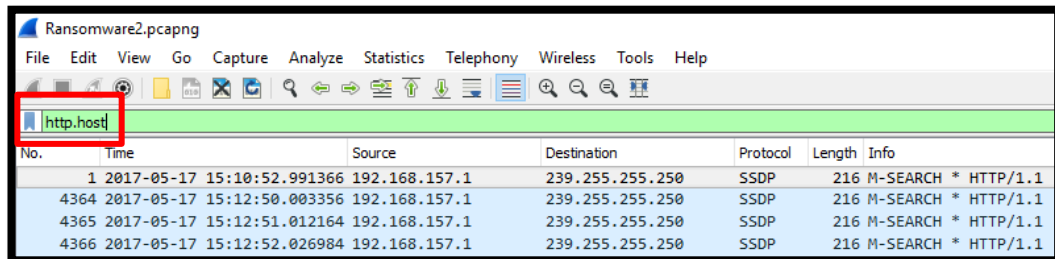 Ransomware2.pcapng
File Edit View Go Capture Analyze Statistics Telephony Wireless Tools Help
http.host
No. Time Source Destination Protocol Length Info
1 2017-05-17 15:10:52.991366 192.168.157.1 239.255.255.250 SSDP 216 M-SEARCH * HTTP/1.1
4364 2017-05-17 15:12:50.003356 192.168.157.1 239.255.255.250 SSDP 216 M-SEARCH * HTTP/1.1
4365 2017-05-17 15:12:51.012164 192.168.157.1 239.255.255.250 SSDP 216 M-SEARCH * HTTP/1.1
4366 2017-05-17 15:12:52.026984 192.168.157.1 239.255.255.250 SSDP 216 M-SEARCH * HTTP/1.1